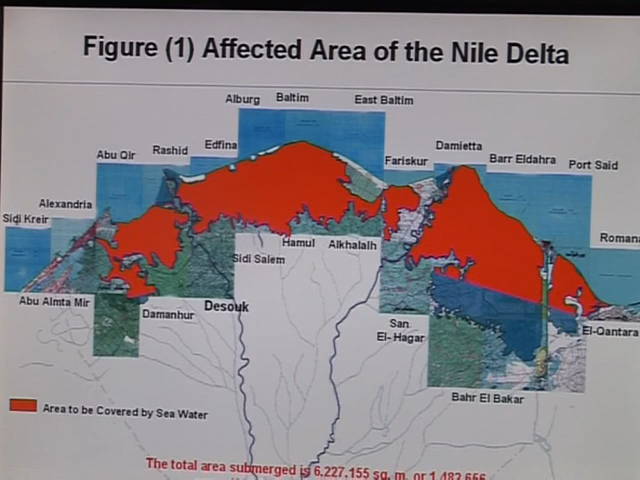 Figure (1) Affected Area of the Nile Delta
Alburg Baltim East Baltim
Abu Qir Rashid Edfina Fariskur Damietta Barr Eldahra Port Said
Sidi Kreir Alexandria Romana
Abu Almta Mir Damanhur Desouk Sidi Salem Hamul Alkhalalh
San
El- Hagar
El-Qantara
Bahr El Bakar
Area to be Covered by Sea Water
The total area submerged is 6,227,155 sq. m. or 1,482,656